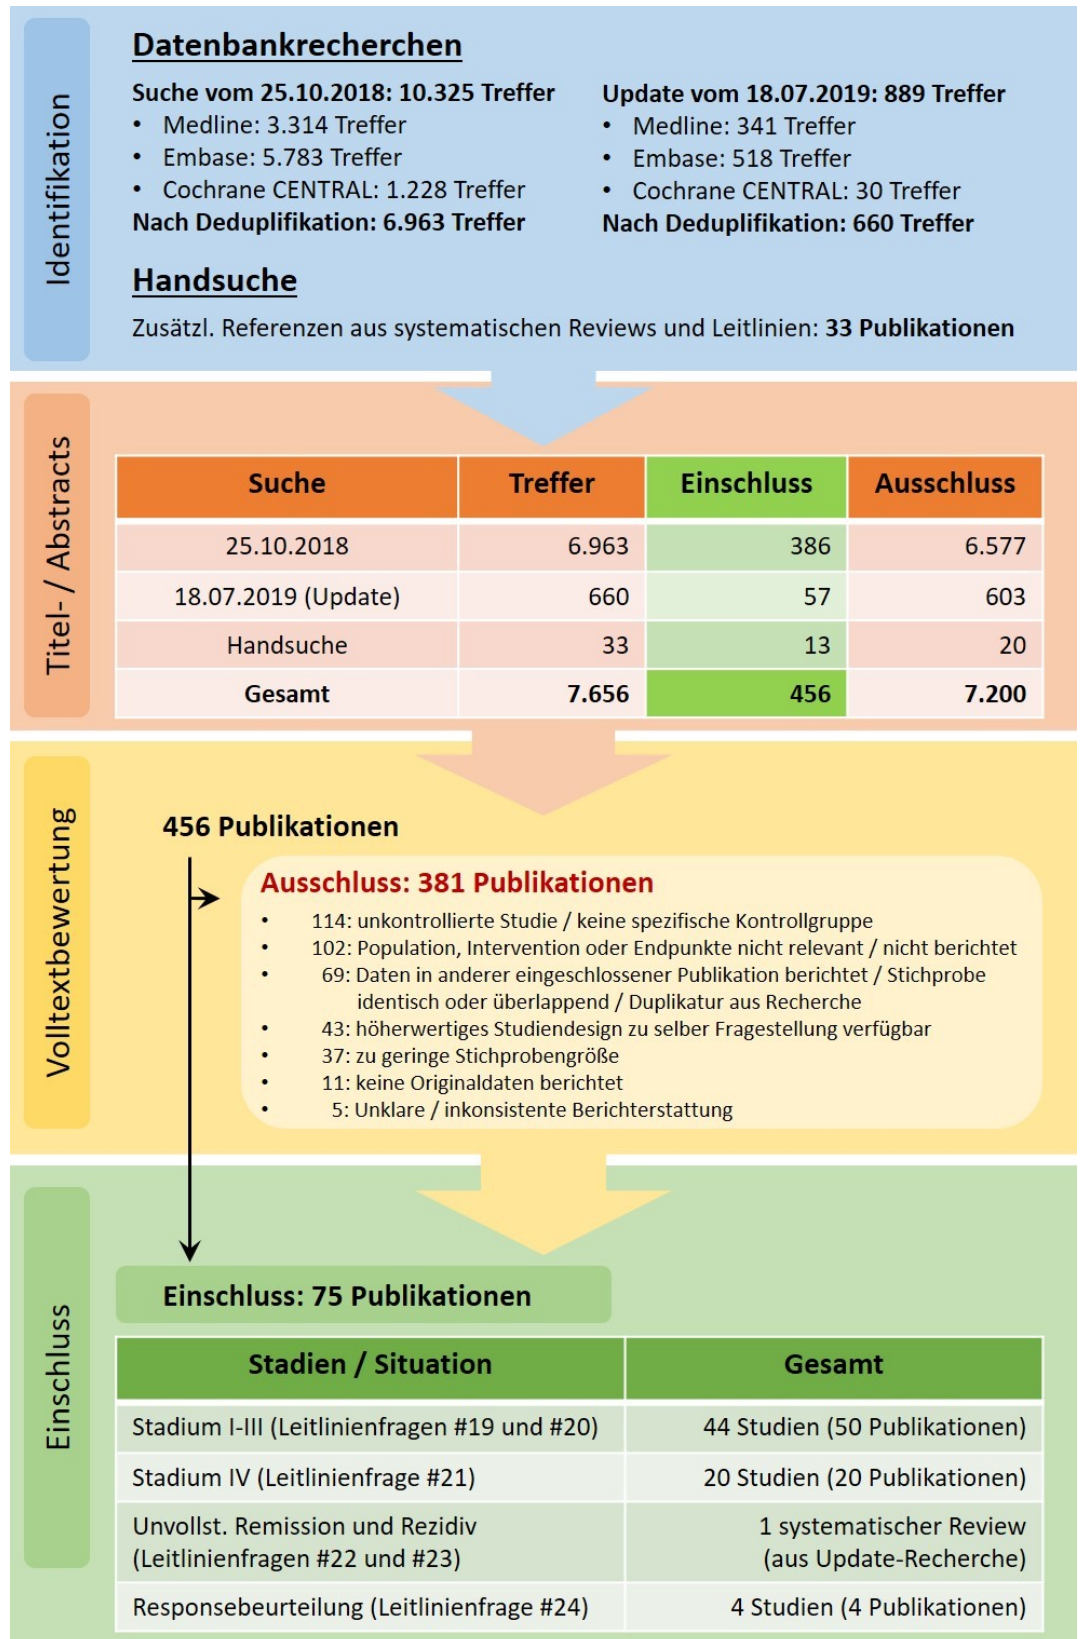 Identifikation
Datenbankrecherchen
Suche vom 25.10.2018: 10.325 Treffer
• Medline: 3.314 Treffer
• Embase: 5.783 Treffer
• Cochrane CENTRAL: 1.228 Treffer
Nach Deduplifikation: 6.963 Treffer
Update vom 18.07.2019: 889 Treffer
• Medline: 341 Treffer
• Embase: 518 Treffer
• Cochrane CENTRAL: 30 Treffer
Nach Deduplifikation: 660 Treffer
Handsuche
Zusätzl. Referenzen aus systematischen Reviews und Leitlinien: 33 Publikationen
Titel- / Abstracts
Suche Treffer Einschluss Ausschluss
25.10.2018 6.963 386 6.577
18.07.2019 (Update) 660 57 603
Handsuche 33 13 20
Gesamt 7.656 456 7.200
Volltextbewertung
456 Publikationen
Ausschluss: 381 Publikationen
• 114: unkontrollierte Studie / keine spezifische Kontrollgruppe
• 102: Population, Intervention oder Endpunkte nicht relevant / nicht berichtet
• 69: Daten in anderer eingeschlossener Publikation berichtet / Stichprobe
identisch oder überlappend / Duplikatur aus Recherche
• 43: höherwertiges Studiendesign zu selber Fragestellung verfügbar
• 37: zu geringe Stichprobengröße
• 11: keine Originaldaten berichtet
• 5: Unklare / inkonsistente Berichterstattung
Einschluss
Einschluss: 75 Publikationen
Stadien / Situation Gesamt
Stadium I-III (Leitlinienfragen #19 und #20) 44 Studien (50 Publikationen)
Stadium IV (Leitlinienfrage #21) 20 Studien (20 Publikationen)
Unvollst. Remission und Rezidiv 1 systematischer Review
(Leitlinienfragen #22 und #23) (aus Update-Recherche)
Responsebeurteilung (Leitlinienfrage #24) 4 Studien (4 Publikationen)